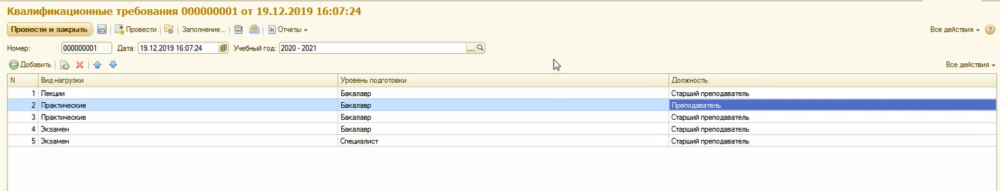 Квалификационные требования 000000001 от 19.12.2019 16:07:24
Провести и закрыть Провести Заполнение... Отчеты Все действия ?
Номер: 000000001 Дата: 19.12.2019 16:07:24 Учебный год: 2020 - 2021 ...
Добавить Все действия
N Вид нагрузки Уровень подготовки Должность
1 Лекции Бакалавр Старший преподаватель
2 Практические Бакалавр Преподаватель
3 Практические Бакалавр Старший преподаватель
4 Экзамен Бакалавр Старший преподаватель
5 Экзамен Специалист Старший преподаватель